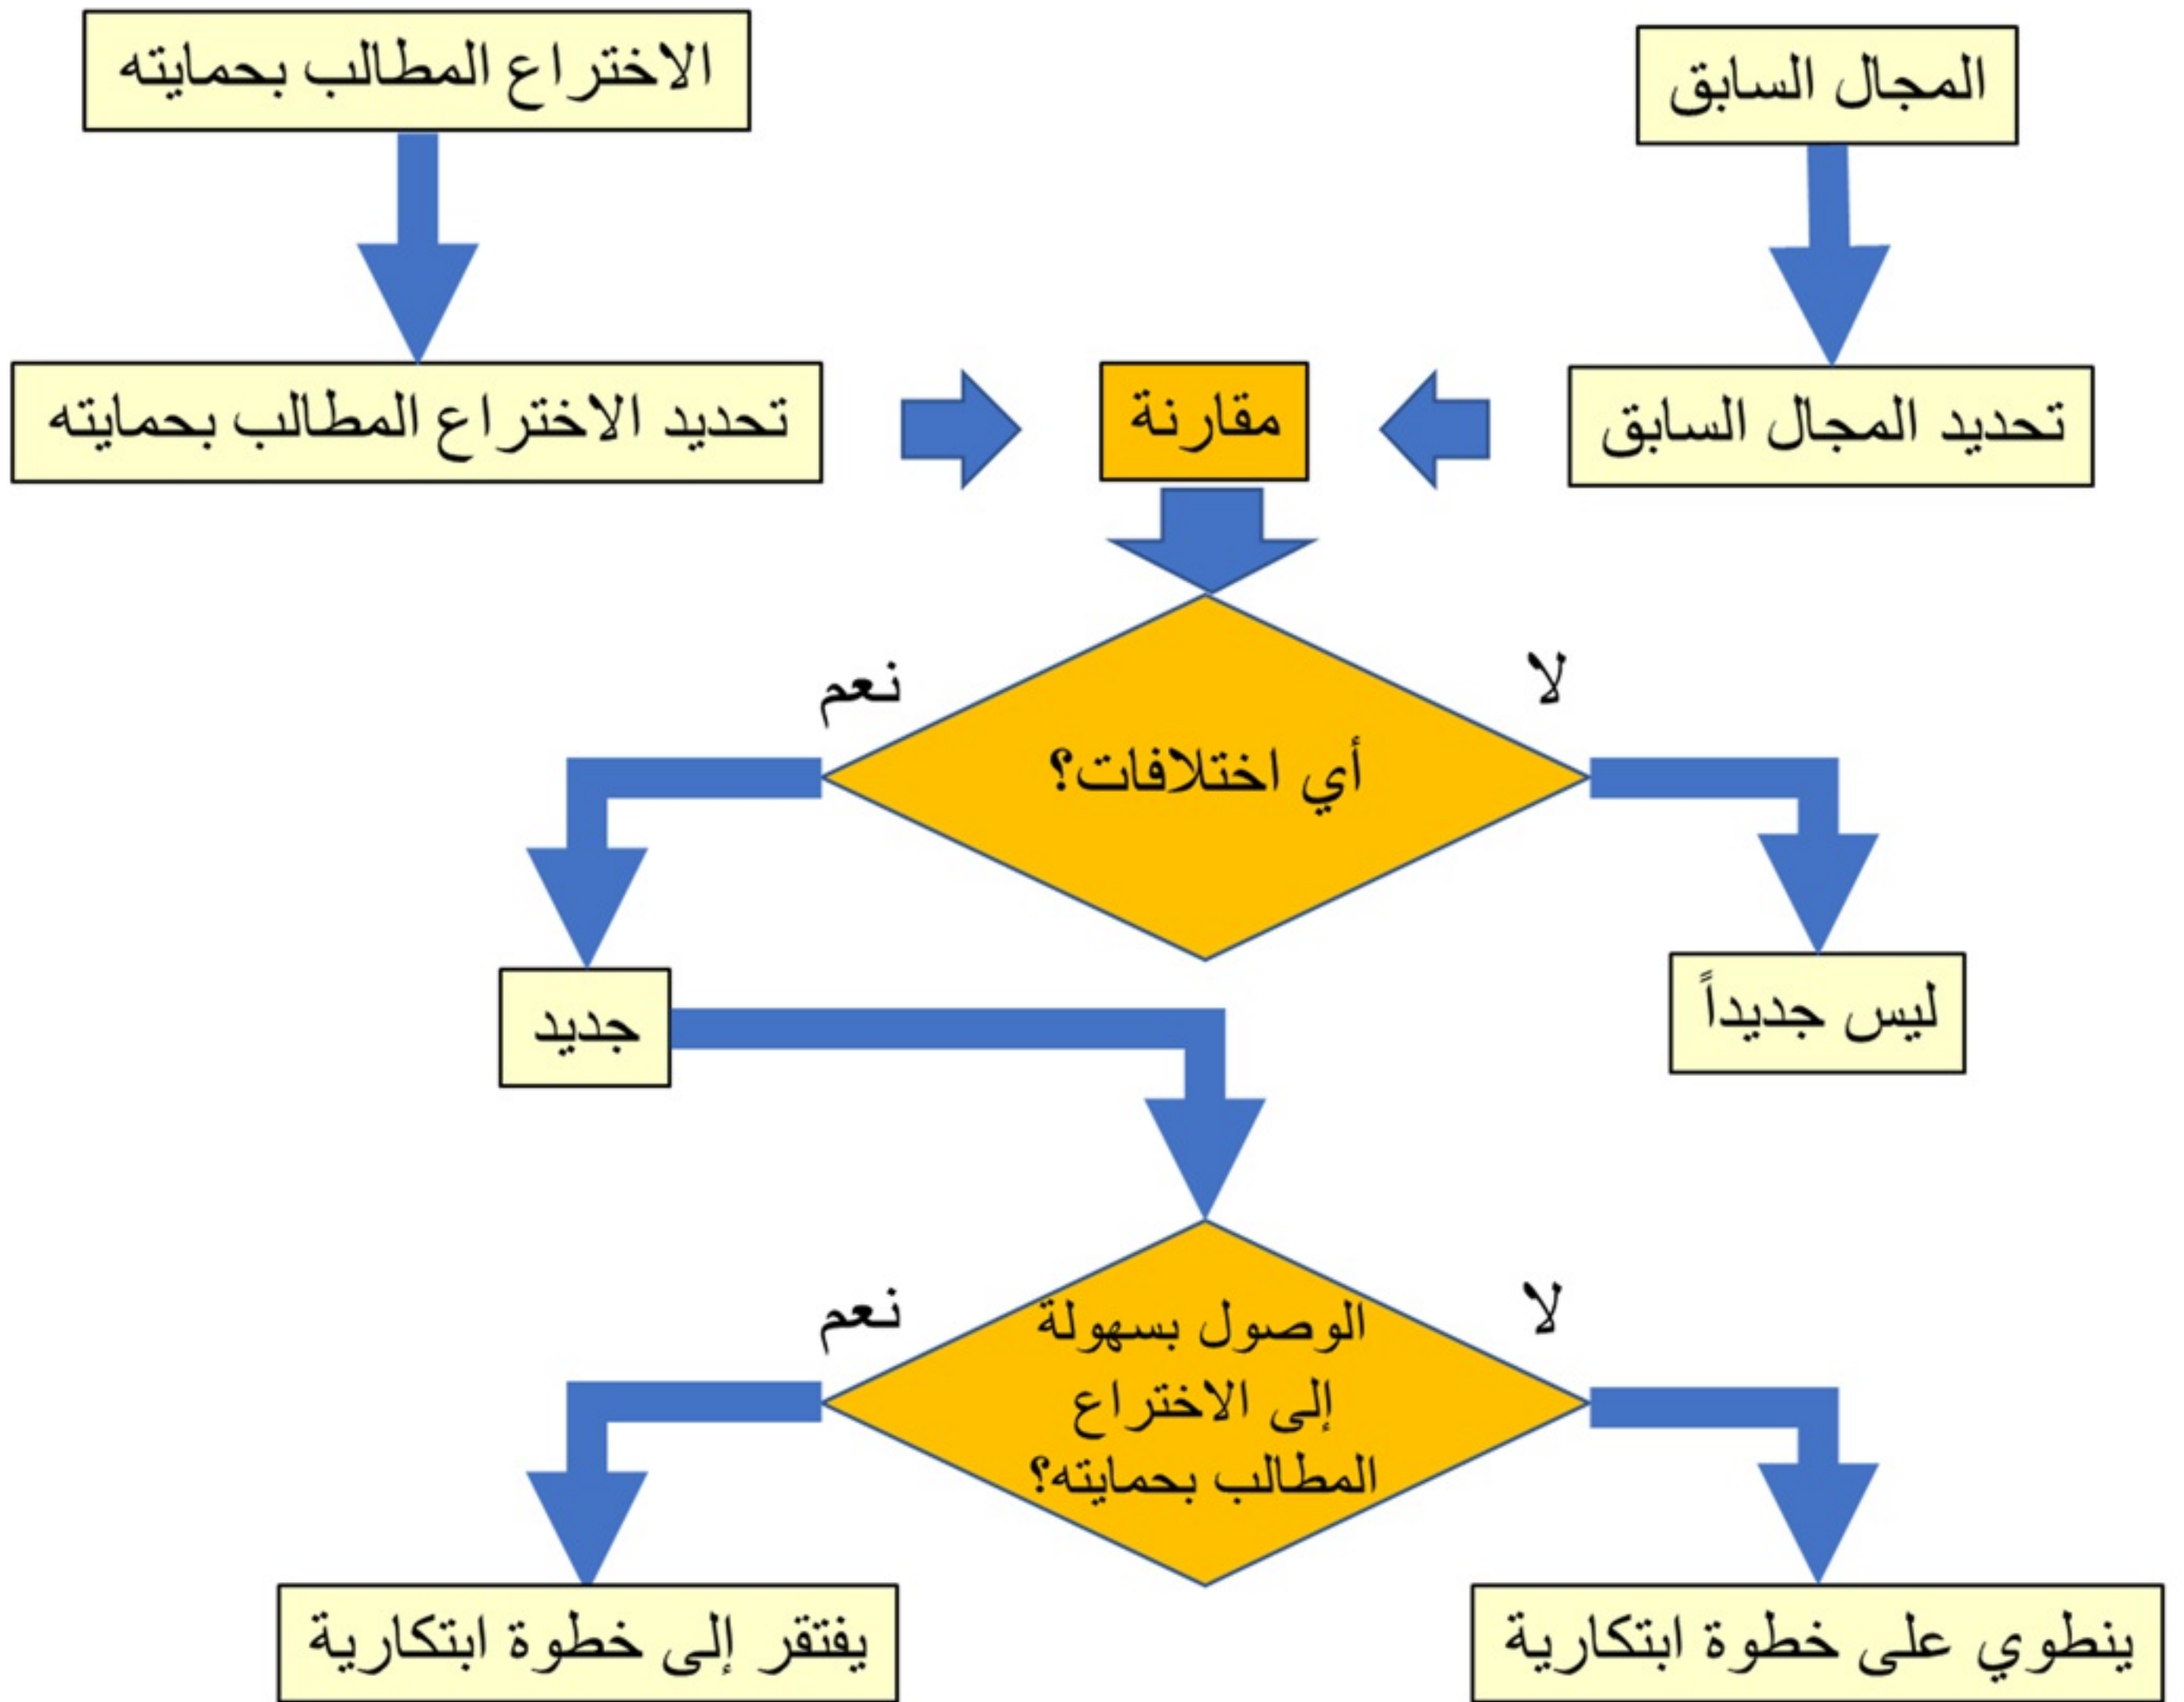 المجال السابق
الاختراع المطالب بحمايته
تحديد المجال السابق
مقارنة
تحديد الاختراع المطالب بحمايته
لا
نعم
أي اختلافات؟
ليس جديداً
جديد
لا
نعم
الوصول بسهولة
إلى الاختراع
المطالب بحمايته؟
ينطوي على خطوة ابتكارية
يفتقر إلى خطوة ابتكارية